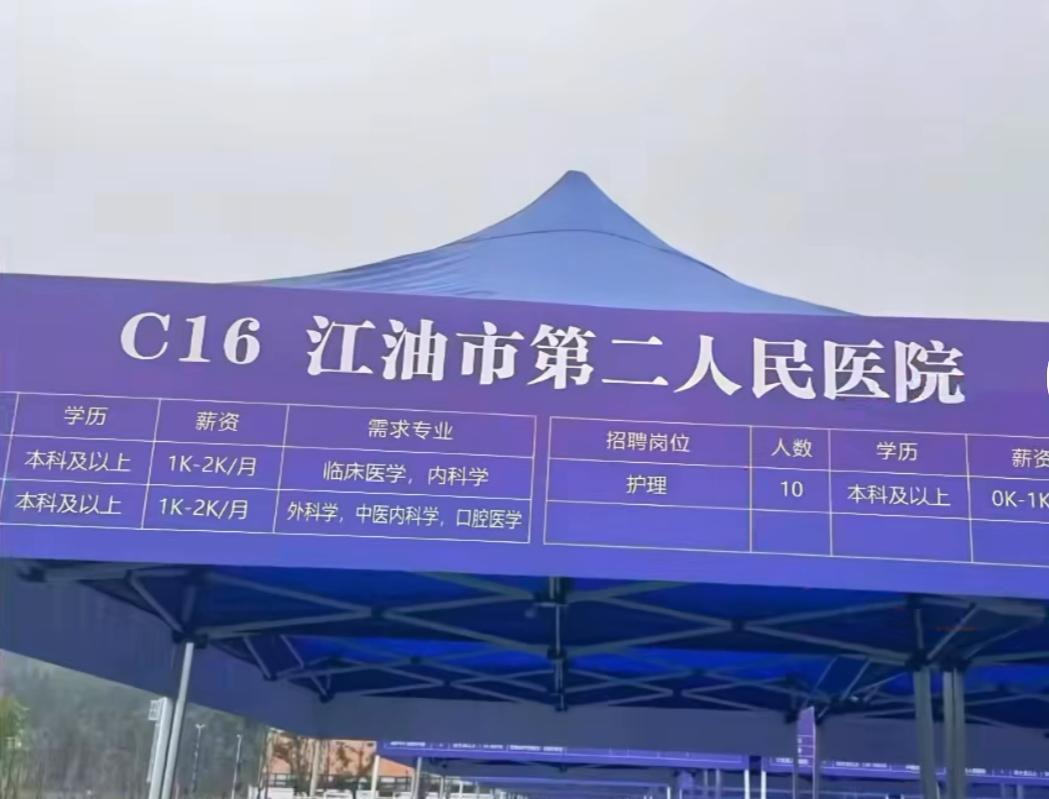 C16 江油市第二人民医院
学历 薪资 需求专业
本科及以上 1K-2K/月 临床医学，内科学
本科及以上 1K-2K/月 外科学，中医内科学，口腔医学
招聘岗位 人数 学历 薪资
护理 10 本科及以上 0K-1K